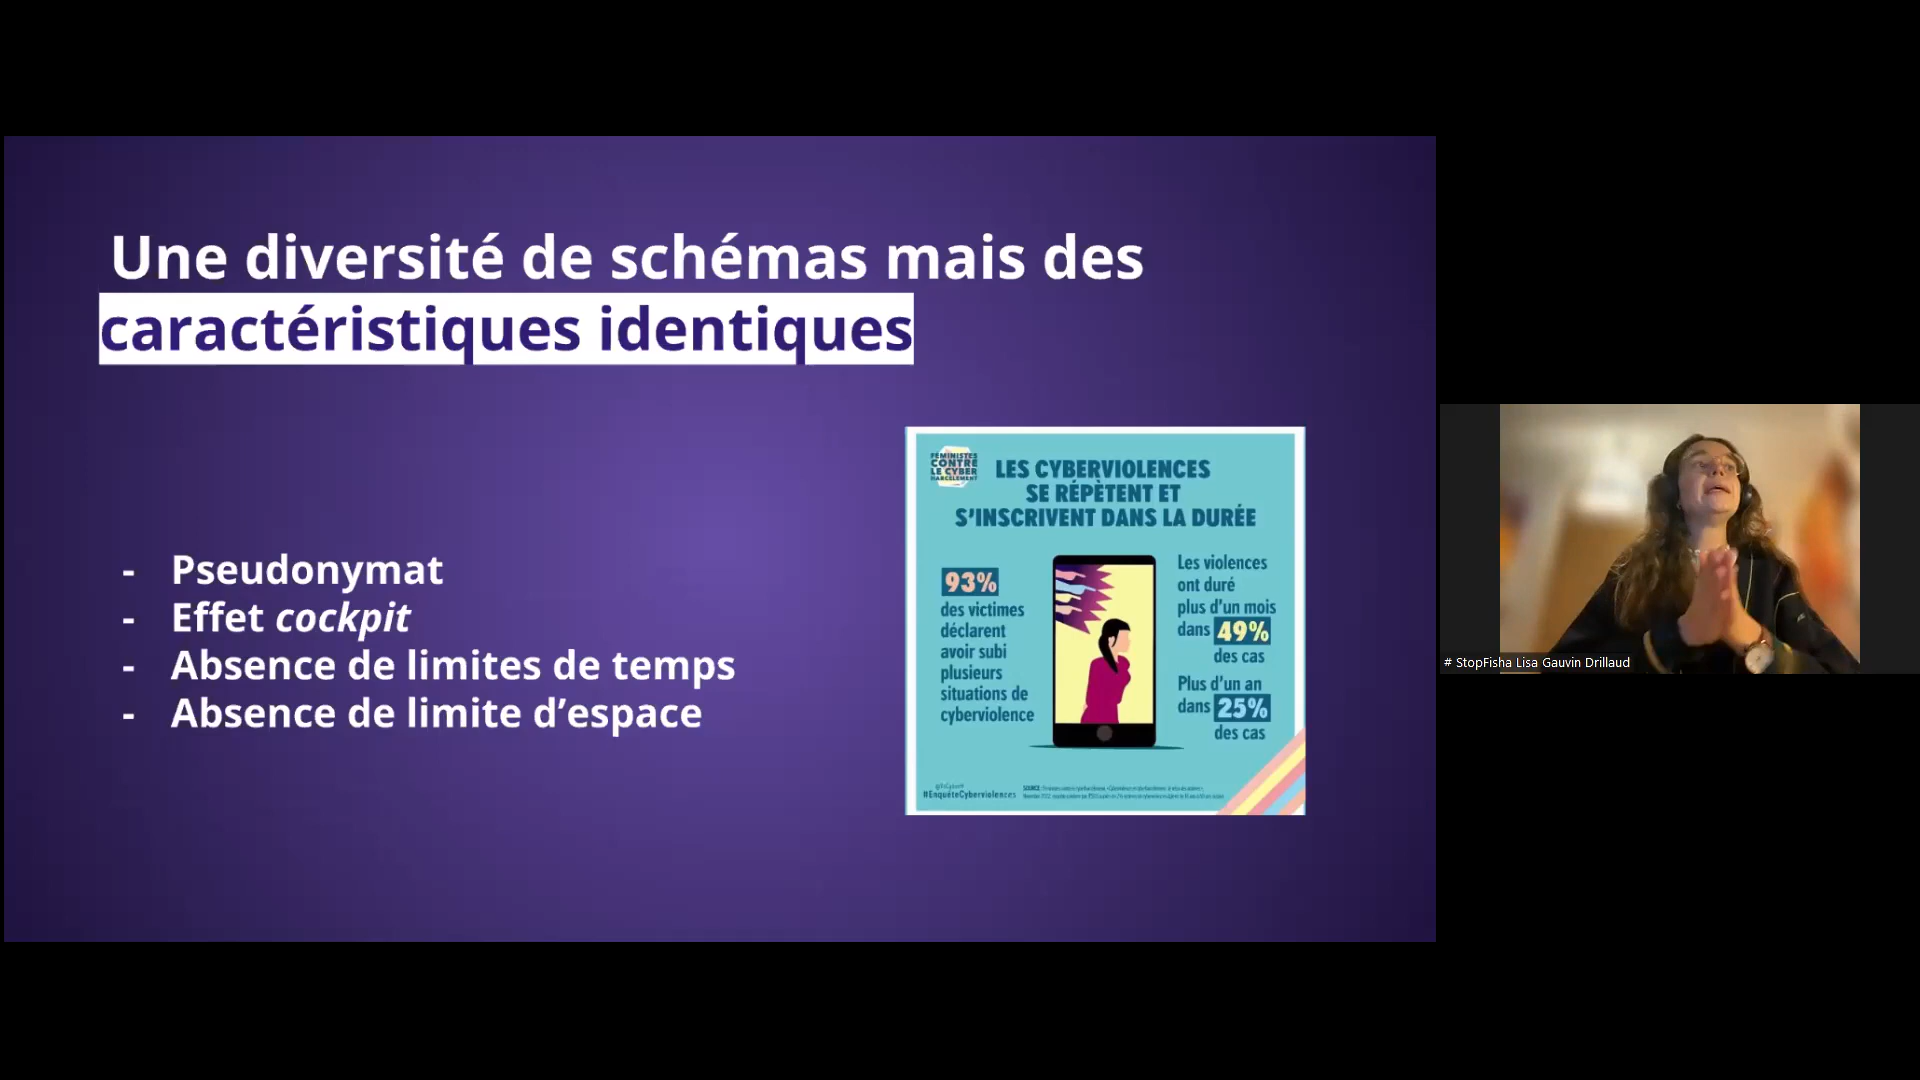 Une diversité de schémas mais des
caractéristiques identiques
- Pseudonymat
- Effet cockpit
- Absence de limites de temps
- Absence de limite d’espace
FÉMINISTES
CONTRE
LE CYBER
HARCELEMENT
LES CYBERVIOLENCES
SE RÉPÈTENT ET
S’INSCRIVENT DANS LA DURÉE
93%
des victimes
déclarent
avoir subi
plusieurs
situations de
cyberviolence
Les violences
ont duré
plus d’un mois
dans 49%
des cas
Plus d’un an
dans 25%
des cas
#EnquêteCyberviolences
SOURCE
# StopFisha Lisa Gauvin Drillaud